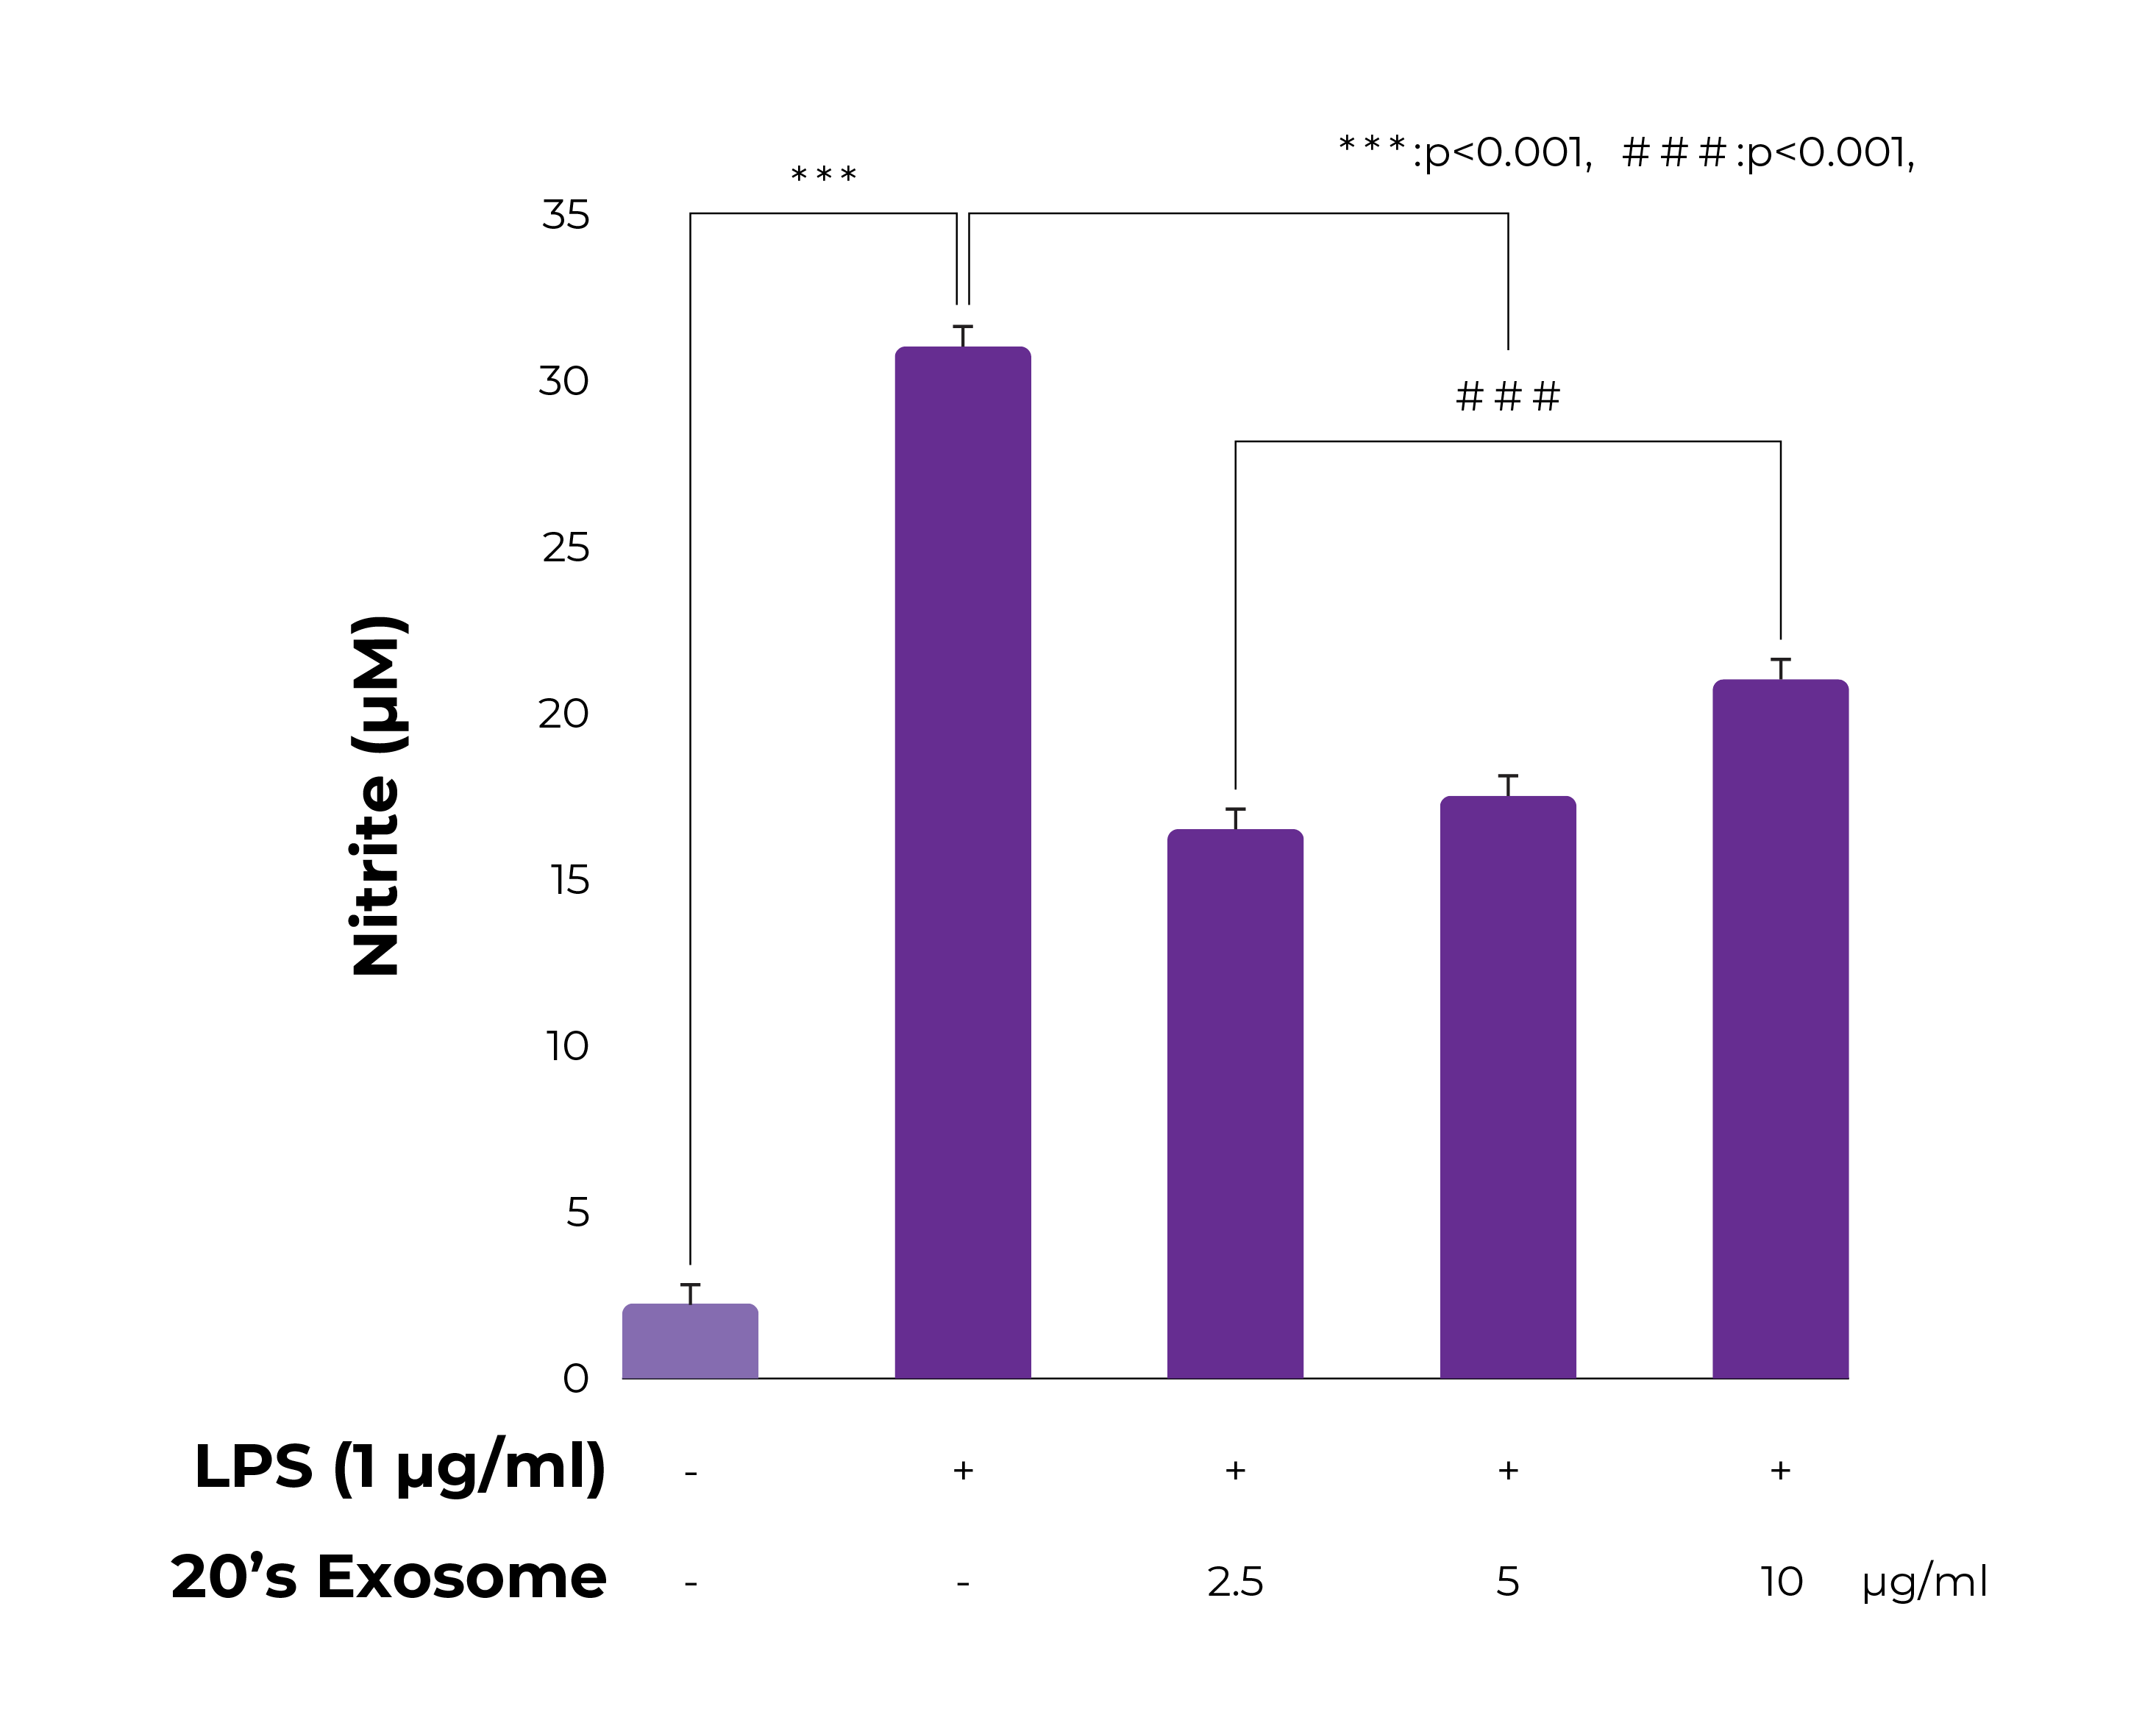 ***:p<0.001, ###:p<0.001,
***
35
30
###
25
20
15
10
5
0
Nitrite (µM)
LPS (1 µg/ml) - + + + +
20’s Exosome - - 2.5 5 10 µg/ml